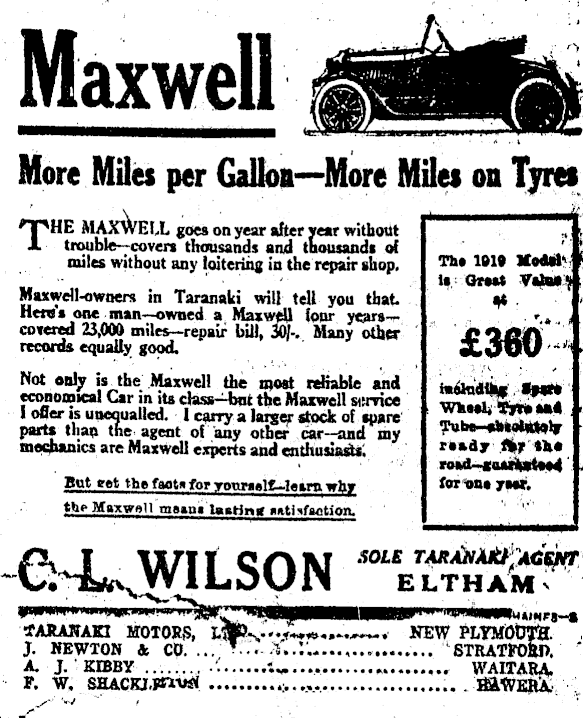 Maxwell
More Miles per Gallon—More Miles on Tyres
THE MAXWELL goes on year after year without
trouble—covers thousands and thousands of
miles without any loitering in the repair shop.
Maxwell-owners in Taranaki will tell you that.
Here's one man—owned a Maxwell four years—
covered 23,000 miles—repair bill, 30/-. Many other
records equally good.
Not only is the Maxwell the most reliable and
economical Car in its class—but the Maxwell service
I offer is unequalled. I carry a larger stock of spare
parts than the agent of any other car—and my
mechanics are Maxwell experts and enthusiasts.
But get the facts for yourself—learn why
the Maxwell means lasting satisfaction.
The 1919 Model
is Great Value
at
£360
including Spare
Wheel, Tyre and
Tube—absolutely
ready for the
road—guaranteed
for one year.
C. L. WILSON
SOLE TARANAKI AGENT
ELTHAM
HAINES—8
TARANAKI MOTORS, LTD. .................. NEW PLYMOUTH.
J. NEWTON & CO. .................. STRATFORD.
A. J. KIBBY .................. WAITARA.
F. W. SHACKLETON .................. HAWERA.